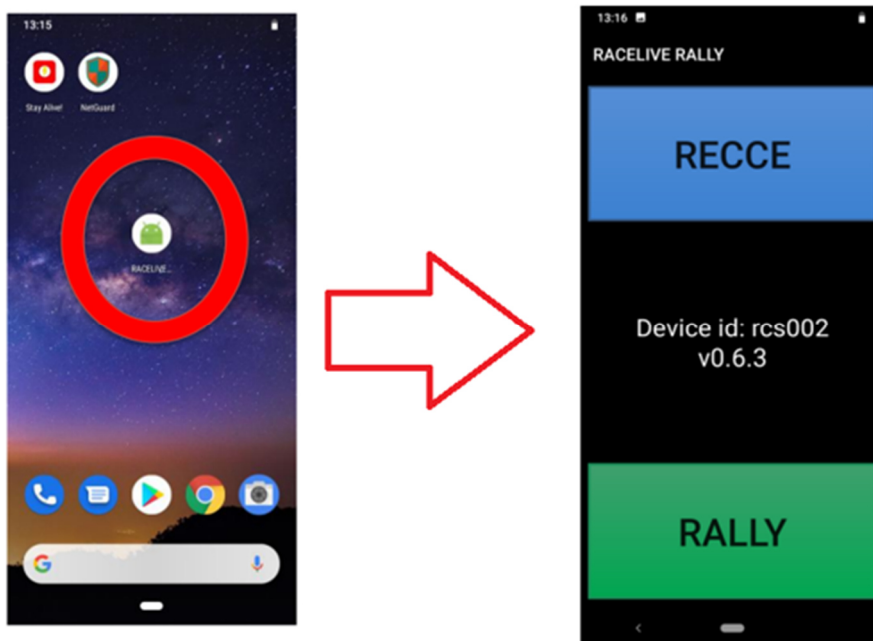 13:15
Stay Alive!
NetGuard
RACELIVE...
G
13:16
RACELIVE RALLY
RECCE
Device id: rcs002
v0.6.3
RALLY